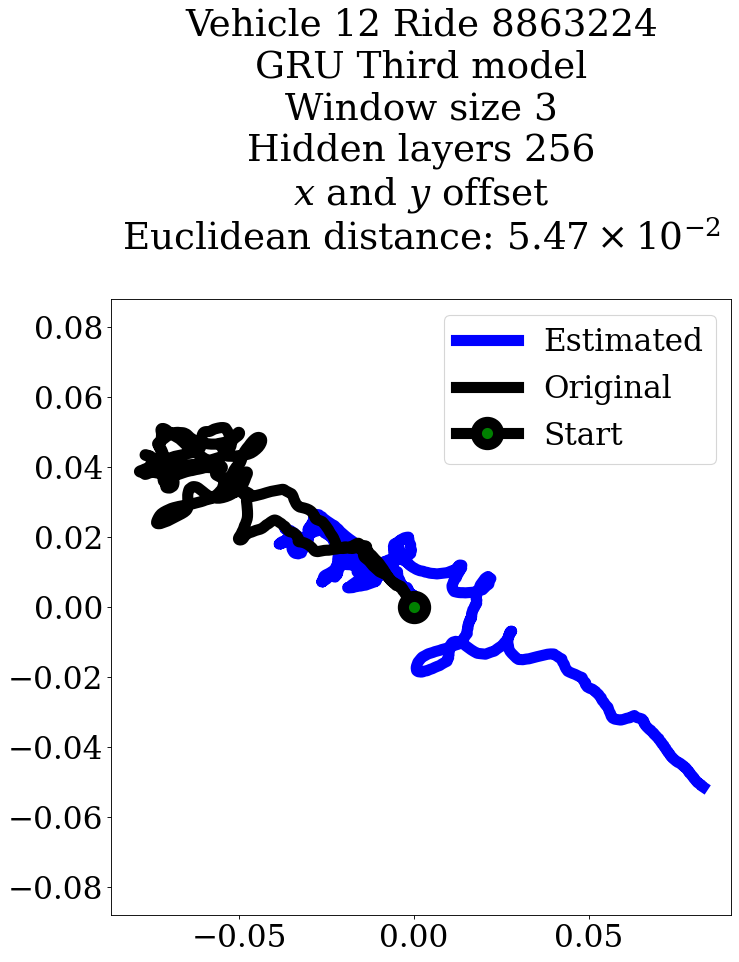 Vehicle 12 Ride 8863224
GRU Third model
Window size 3
Hidden layers 256
x and y offset
Euclidean distance: 5.47 × 10⁻²
Estimated
Original
Start
0.08
0.06
0.04
0.02
0.00
−0.02
−0.04
−0.06
−0.08
−0.05 0.00 0.05